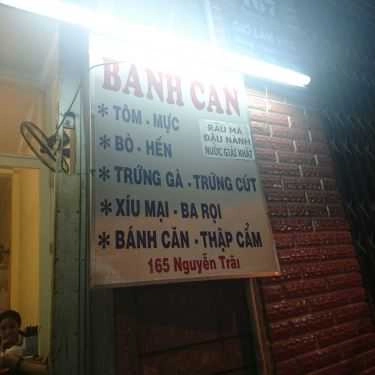 BÁNH CĂN
* TÔM - MỰC
* BÒ - HẾN
RAU MÁ
ĐẬU NÀNH
NƯỚC GIẢI KHÁT
* TRỨNG GÀ - TRỨNG CÚT
* XÍU MẠI - BA RỌI
* BÁNH CĂN - THẬP CẨM
165 Nguyễn Trãi